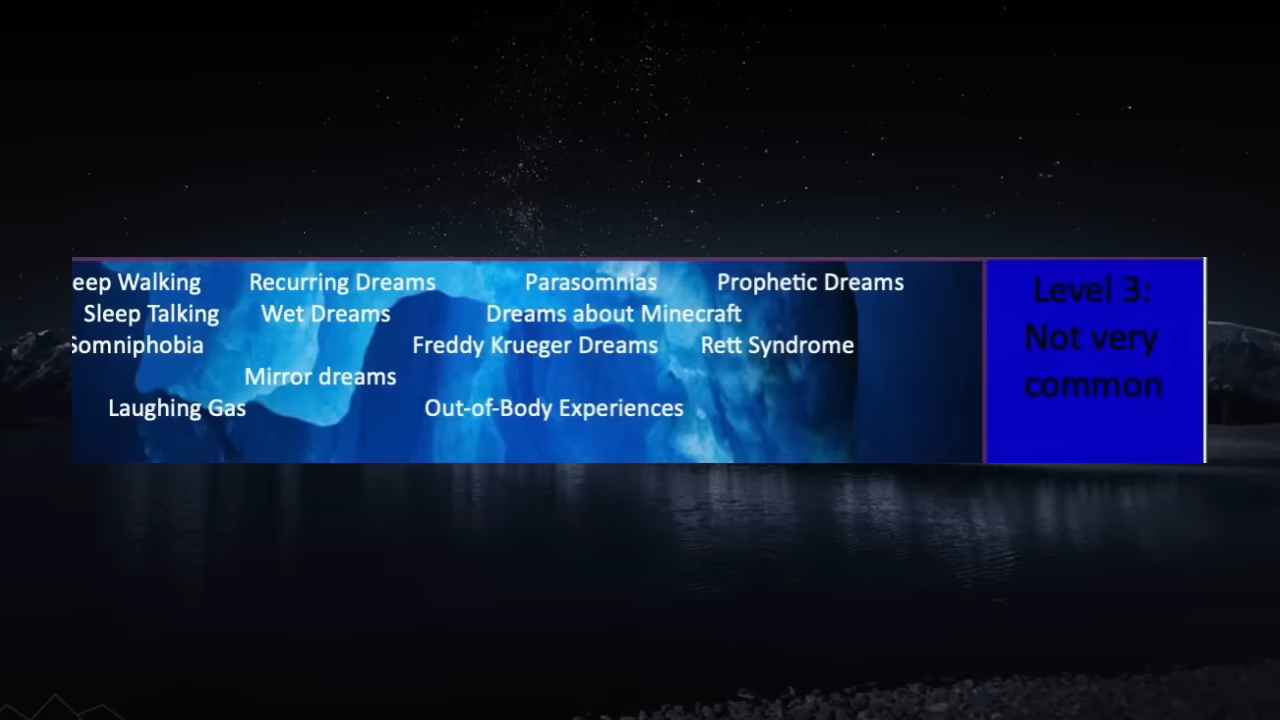 eep Walking Recurring Dreams Parasomnias Prophetic Dreams
Sleep Talking Wet Dreams Dreams about Minecraft
Somniphobia Freddy Krueger Dreams Rett Syndrome
Mirror dreams
Laughing Gas Out-of-Body Experiences
Level 3:
Not very
common